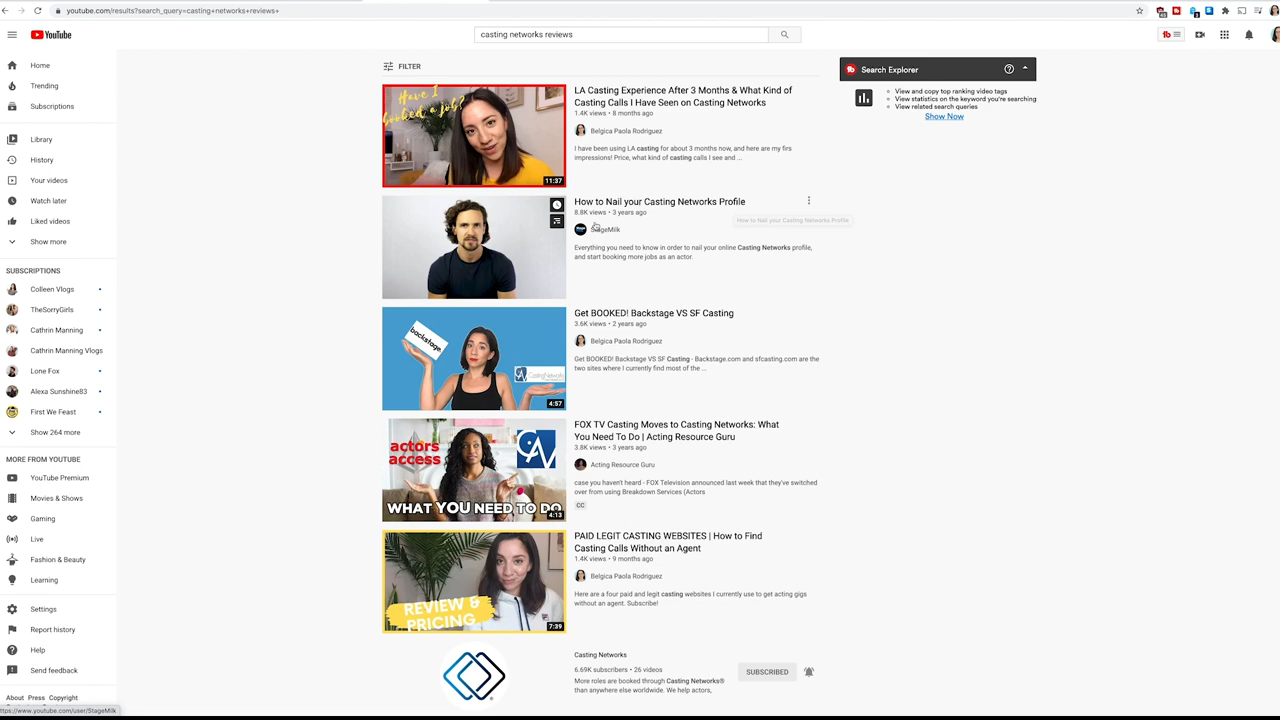 youtube.com/results?search_query=casting+networks+reviews+
YouTube
casting networks reviews
Home
Trending
Subscriptions
Library
History
Your videos
Watch later
Liked videos
Show more
SUBSCRIPTIONS
Colleen Vlogs
TheSorryGirls
Cathrin Manning
Cathrin Manning Vlogs
Lone Fox
Alexa Sunshine83
First We Feast
Show 264 more
MORE FROM YOUTUBE
YouTube Premium
Movies & Shows
Gaming
Live
Fashion & Beauty
Learning
Settings
Report history
Help
Send feedback
About Press Copyright
https://www.youtube.com/user/StageMilk
FILTER
Have I
booked a job?
11:37
LA Casting Experience After 3 Months & What Kind of
Casting Calls I Have Seen on Casting Networks
1.4K views • 8 months ago
Belgica Paola Rodriguez
I have been using LA casting for about 3 months now, and here are my firs
impressions! Price, what kind of casting calls I see and ...
How to Nail your Casting Networks Profile
8.8K views • 3 years ago
How to Nail your Casting Networks Profile
StageMilk
Everything you need to know in order to nail your online Casting Networks profile,
and start booking more jobs as an actor.
backstage
4:57
Get BOOKED! Backstage VS SF Casting
3.6K views • 2 years ago
Belgica Paola Rodriguez
Get BOOKED! Backstage VS SF Casting - Backstage.com and sfcasting.com are the
two sites where I currently find most of the ...
actors
access
WHAT YOU NEED TO DO
4:13
FOX TV Casting Moves to Casting Networks: What
You Need To Do | Acting Resource Guru
3.8K views • 3 years ago
Acting Resource Guru
case you haven't heard - FOX Television announced last week that they've switched
over from using Breakdown Services (Actors
CC
REVIEW &
PRICING
7:39
PAID LEGIT CASTING WEBSITES | How to Find
Casting Calls Without an Agent
1.4K views • 9 months ago
Belgica Paola Rodriguez
Here are a four paid and legit casting websites I currently use to get acting gigs
without an agent. Subscribe!
Casting Networks
6.69K subscribers • 26 videos
More roles are booked through Casting Networks®
than anywhere else worldwide. We help actors,
SUBSCRIBED
tb
Search Explorer
View and copy top ranking video tags
View statistics on the keyword you're searching
View related search queries
Show Now